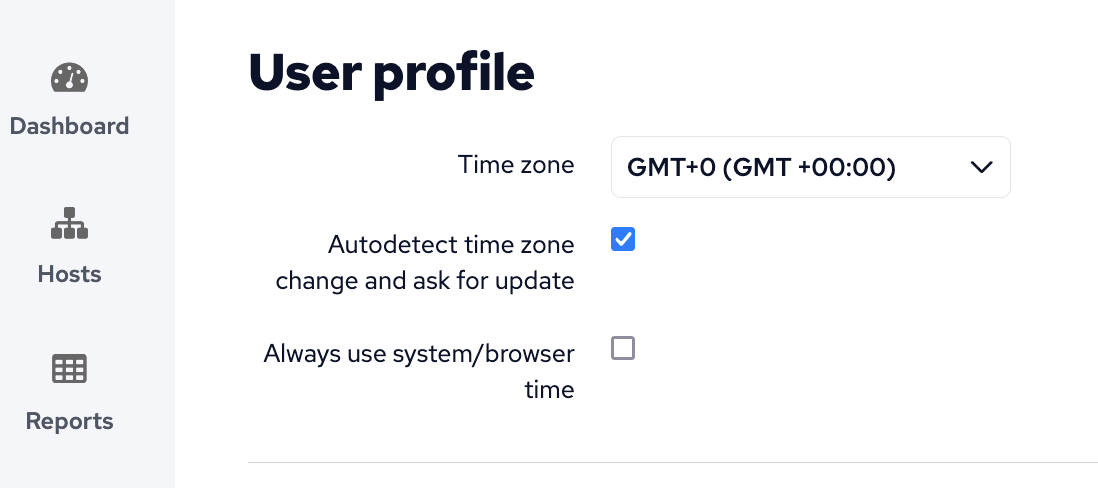 Dashboard
Hosts
Reports
User profile
Time zone
GMT+0 (GMT +00:00)
Autodetect time zone
change and ask for update
Always use system/browser
time